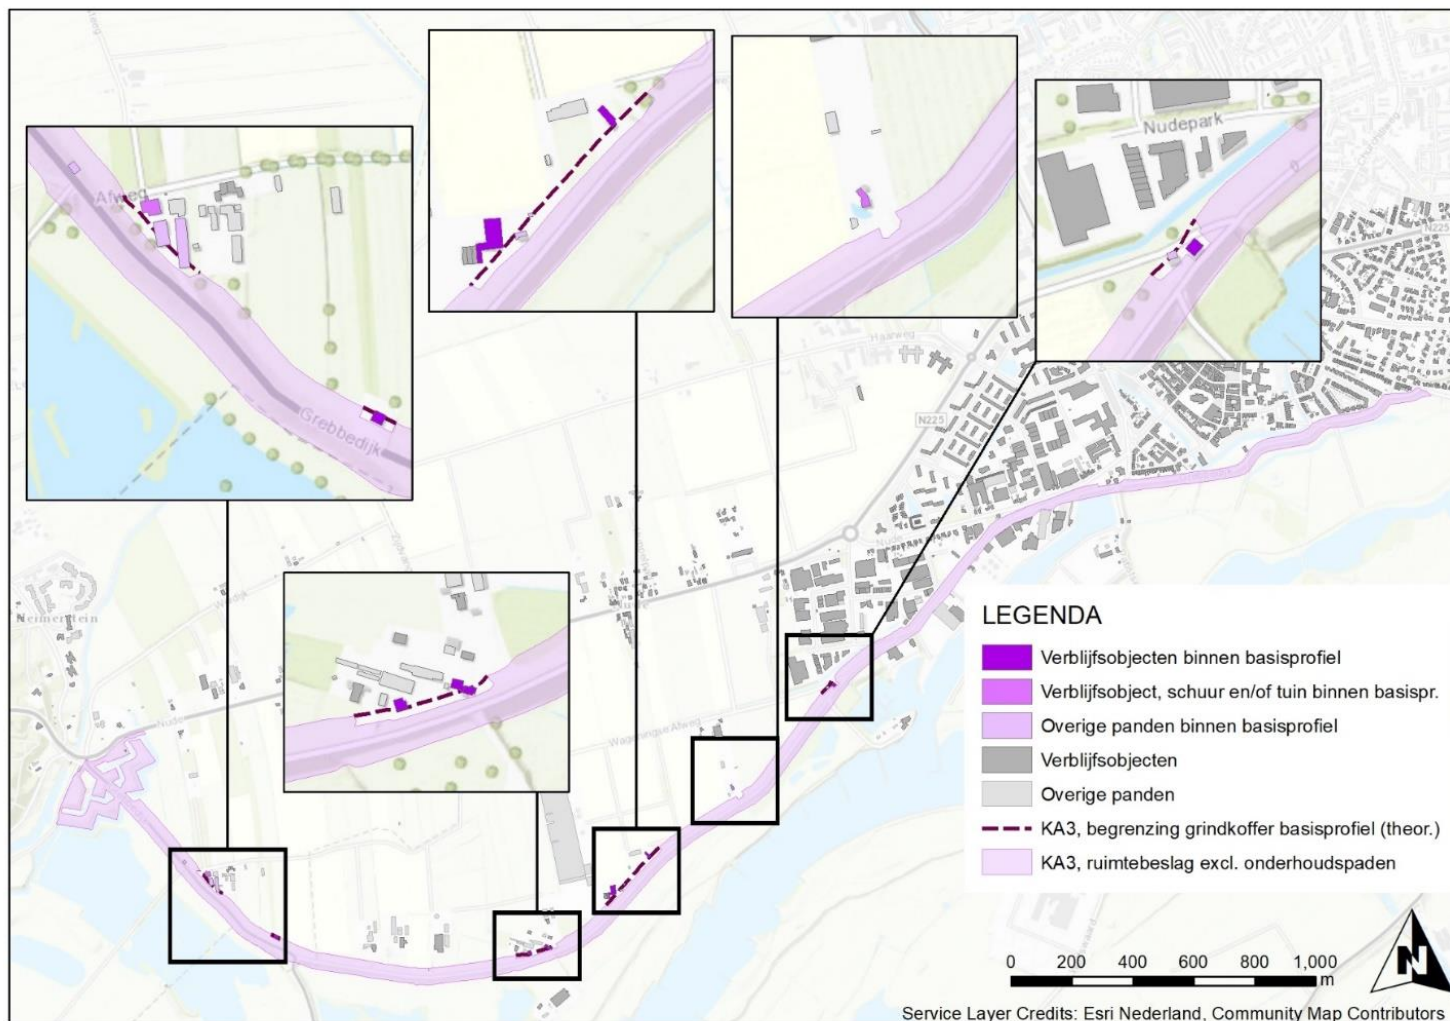 Nudepark
Afweg
Grebbedijk
Haarweg
N225
N225
Nude
Nude
Wageningse Afweg
LEGENDA
Verblijfsobjecten binnen basisprofiel
Verblijfsobject, schuur en/of tuin binnen basispr.
Overige panden binnen basisprofiel
Verblijfsobjecten
Overige panden
KA3, begrenzing grindkoffer basisprofiel (theor.)
KA3, ruimtebeslag excl. onderhoudspaden
0 200 400 600 800 1,000
m
N
Service Layer Credits: Esri Nederland, Community Map Contributors